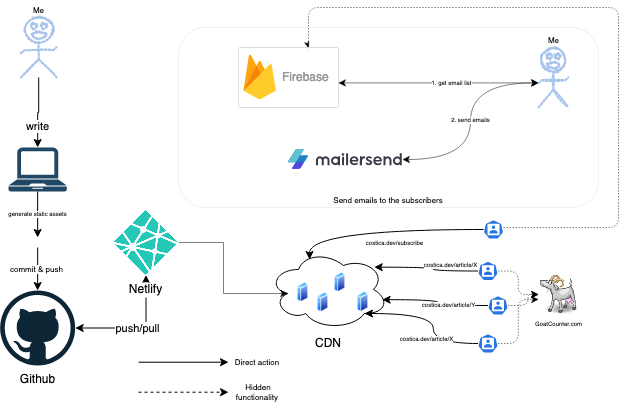 Me
write
generate static assets
commit & push
Github
Netlify
push/pull
Firebase
Me
1. get email list
2. send emails
mailersend
Send emails to the subscribers
costica.dev/subscribe
costica.dev/article/X
costica.dev/article/Y
costica.dev/article/X
CDN
GoatCounter.com
Direct action
Hidden
functionality